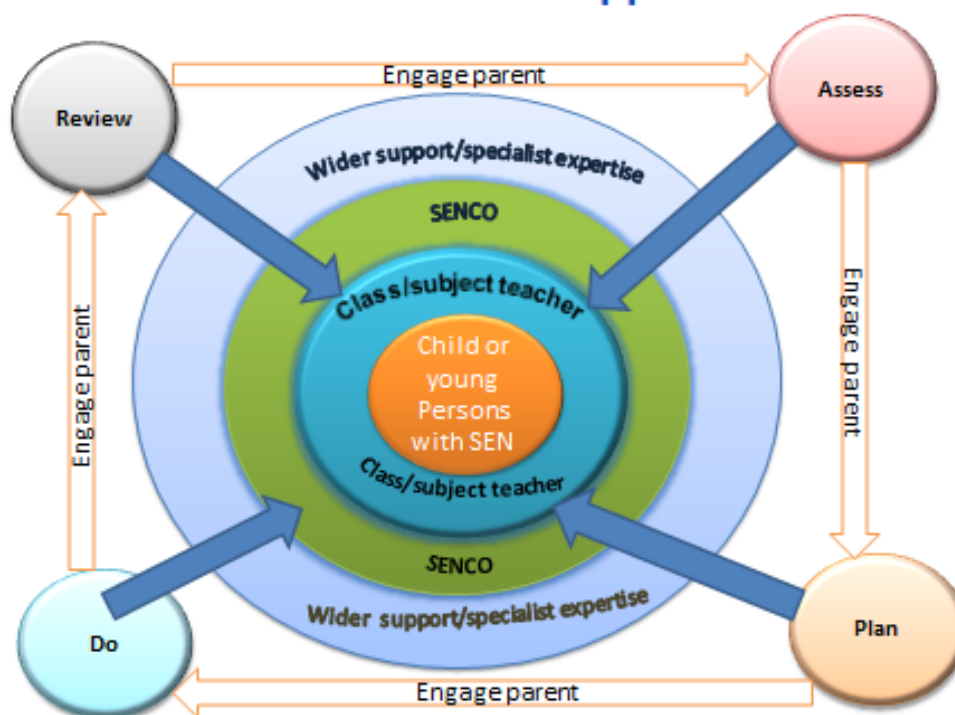 Engage parent
Review
Assess
Wider support/specialist expertise
SENCO
Class/subject teacher
Child or
young
Persons
with SEN
Class/subject teacher
SENCO
Wider support/specialist expertise
Engage parent
Engage parent
Do
Plan
Engage parent